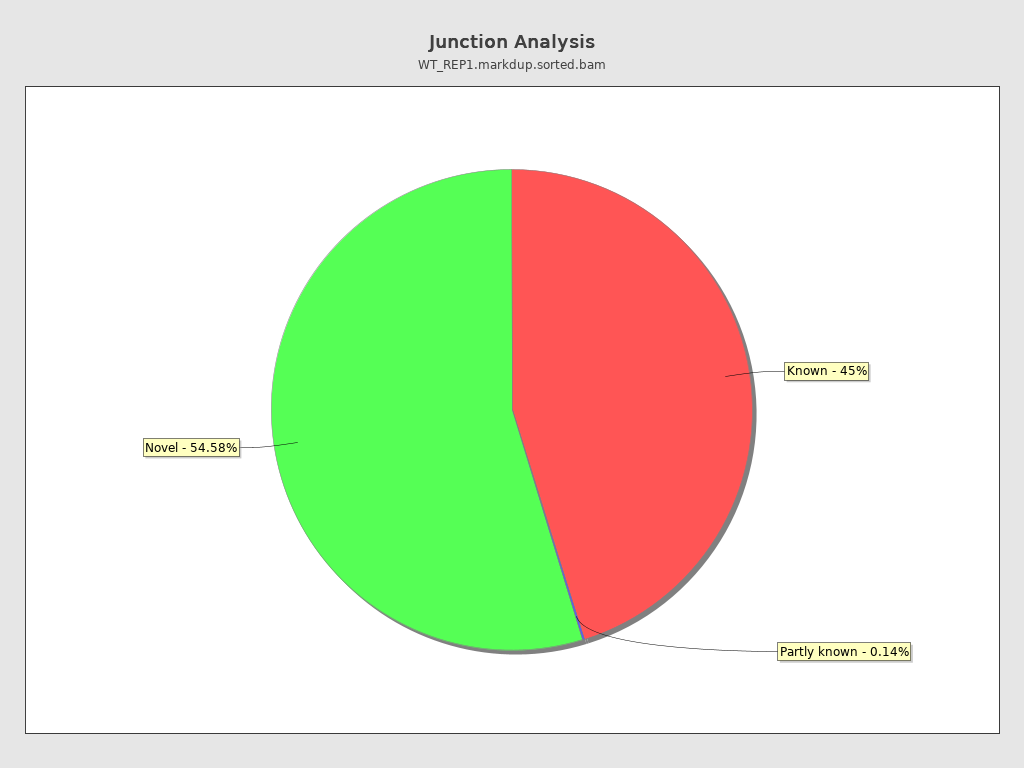 Junction Analysis
WT_REP1.markdup.sorted.bam
Known - 45%
Novel - 54.58%
Partly known - 0.14%